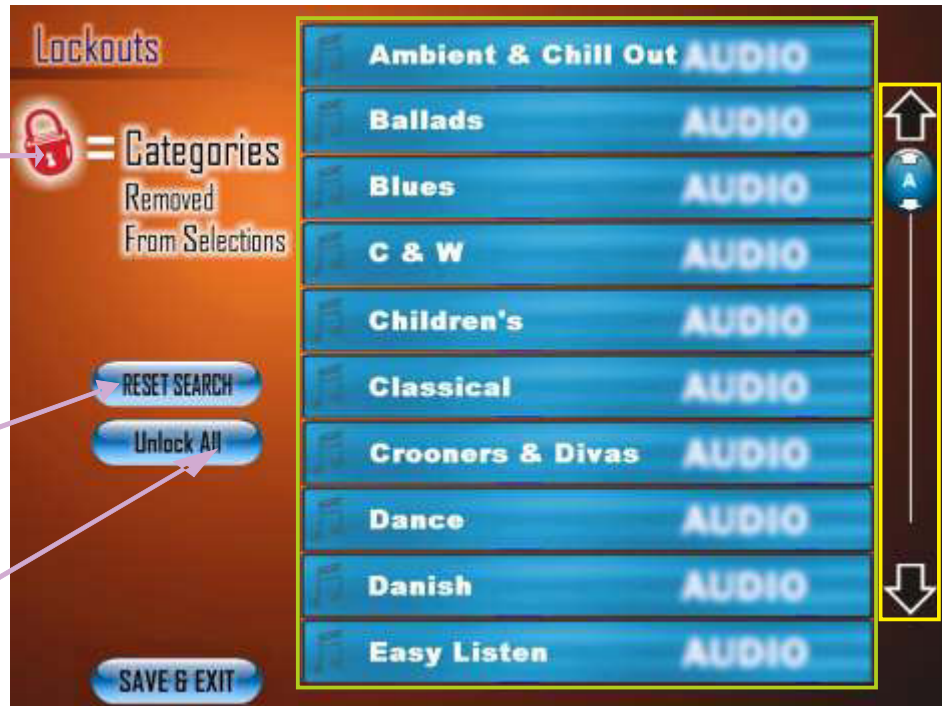 Lockouts
= Categories
Removed
From Selections
RESET SEARCH
Unlock All
SAVE & EXIT
Ambient & Chill Out AUDIO
Ballads AUDIO
Blues AUDIO
C & W AUDIO
Children's AUDIO
Classical AUDIO
Crooners & Divas AUDIO
Dance AUDIO
Danish AUDIO
Easy Listen AUDIO
A